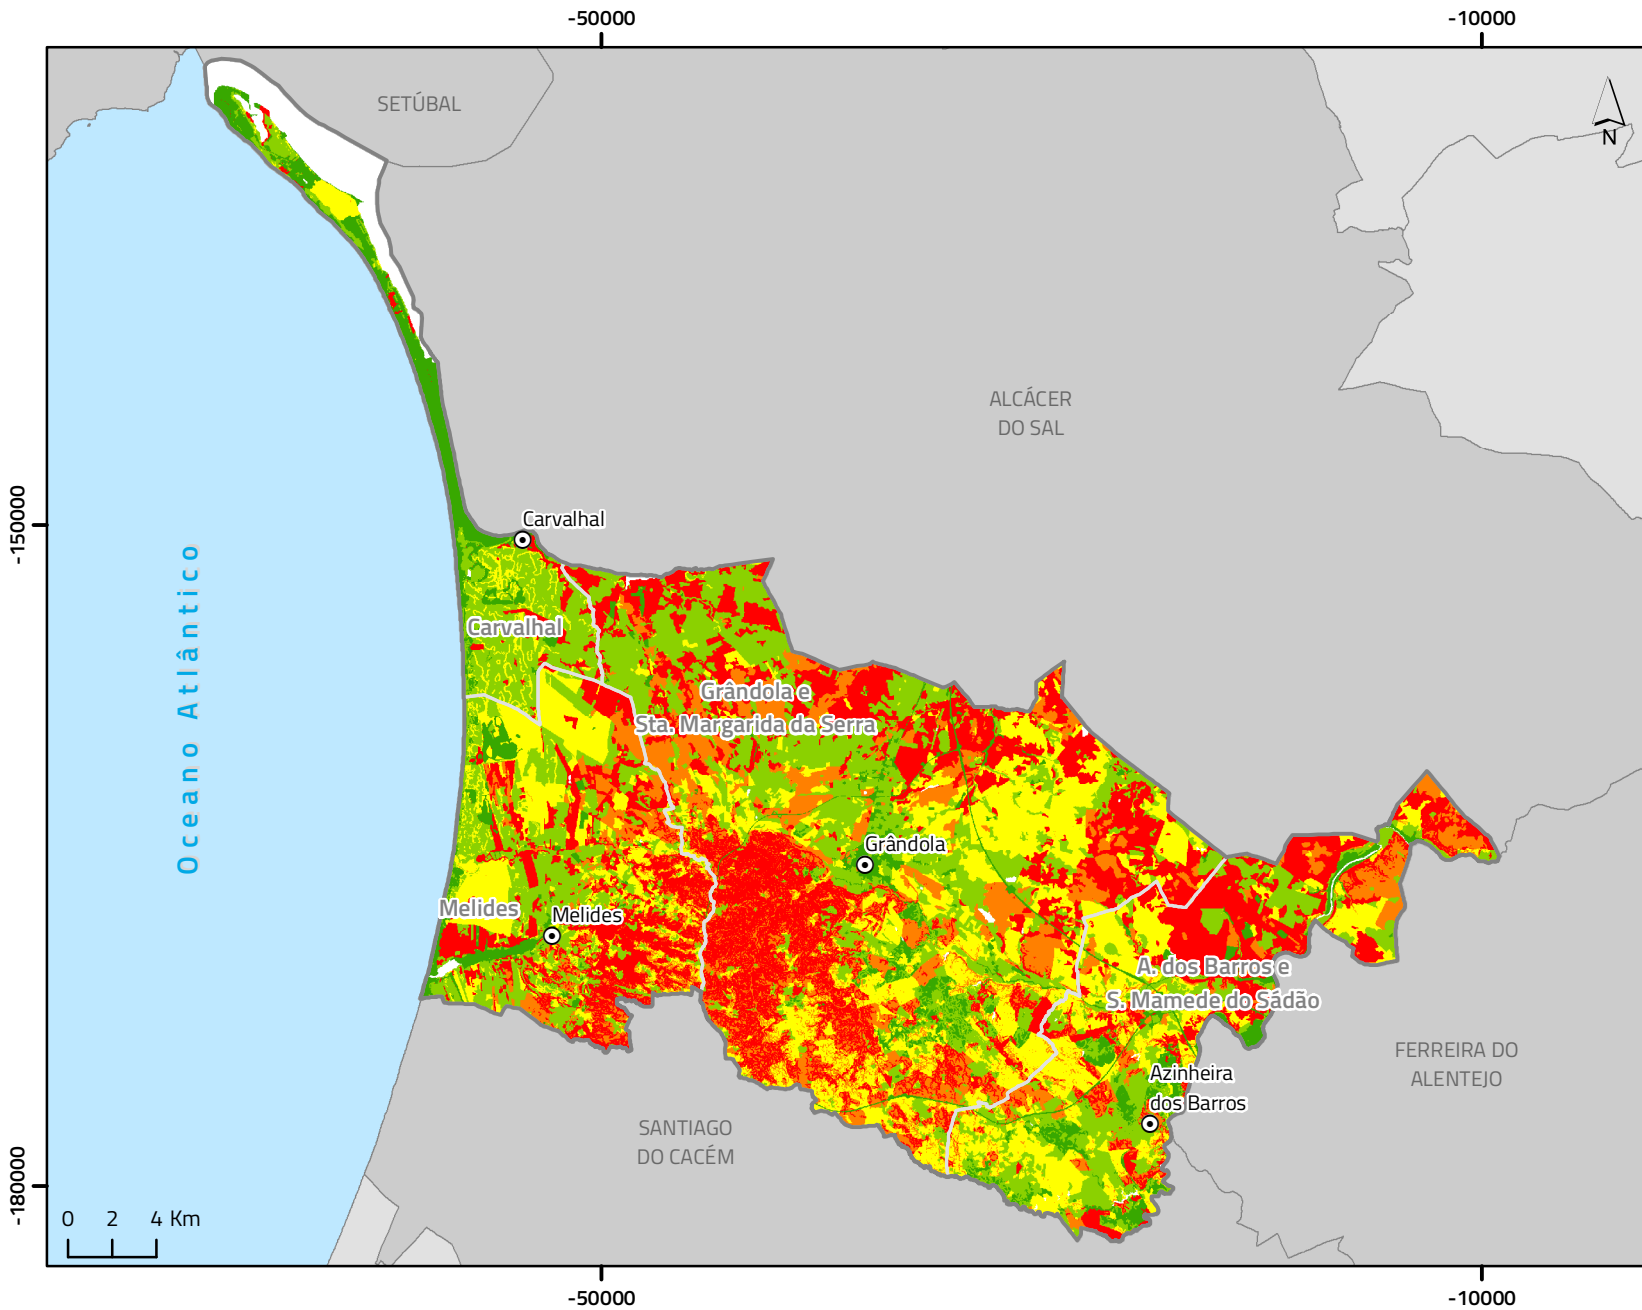 -50000
-10000
SETÚBAL
N
ALCÁCER
DO SAL
-150000
Carvalhal
Oceano Atlântico
Carvalhal
Grândola e
Sta. Margarida da Serra
Grândola
Melides
Melides
A. dos Barros e
S. Mamede do Sádão
FERREIRA DO
ALENTEJO
Azinheira
dos Barros
SANTIAGO
DO CACÉM
-180000
0 2 4 Km
-50000
-10000